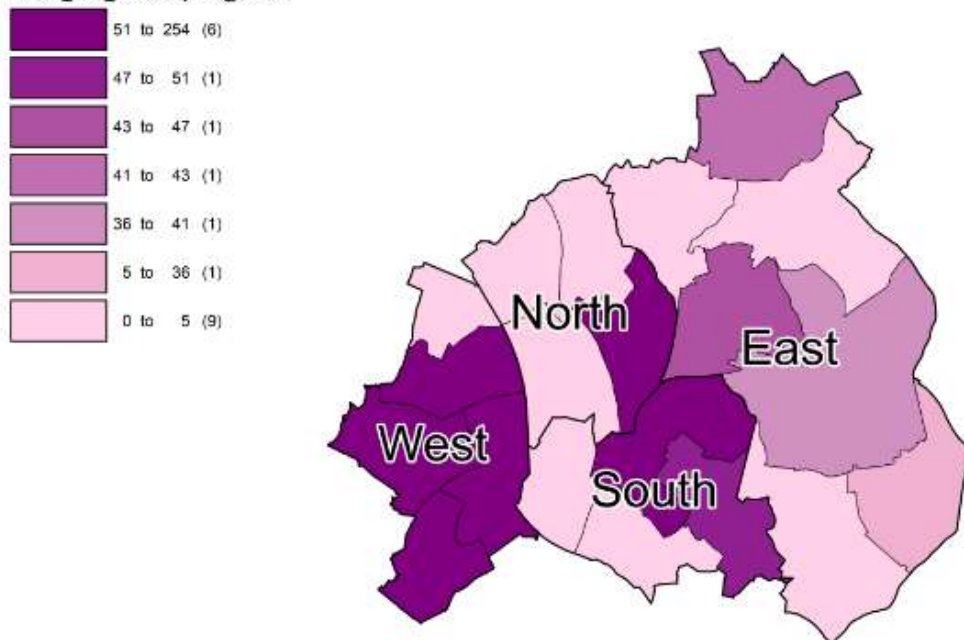 51 to 254 (6)
47 to 51 (1)
43 to 47 (1)
41 to 43 (1)
36 to 41 (1)
5 to 36 (1)
0 to 5 (9)
North
East
West
South